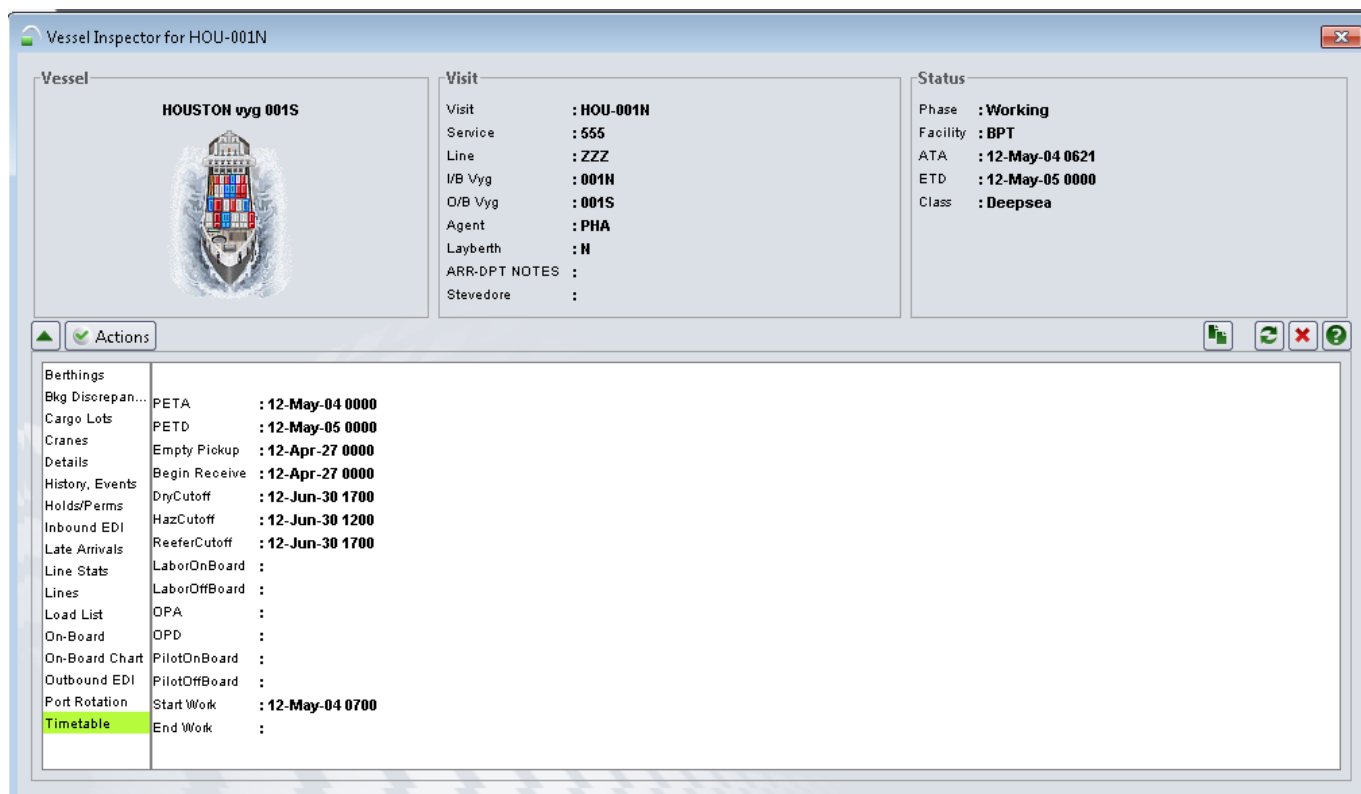 Vessel Inspector for HOU-001N
Vessel
HOUSTON vyg 001S
Visit
Visit : HOU-001N
Service : 555
Line : ZZZ
I/B Vyg : 001N
O/B Vyg : 001S
Agent : PHA
Layberth : N
ARR-DPT NOTES :
Stevedore :
Status
Phase : Working
Facility : BPT
ATA : 12-May-04 0621
ETD : 12-May-05 0000
Class : Deepsea
Actions
Berthings
Bkg Discrepan...
Cargo Lots
Cranes
Details
History, Events
Holds/Perms
Inbound EDI
Late Arrivals
Line Stats
Lines
Load List
On-Board
On-Board Chart
Outbound EDI
Port Rotation
Timetable
PETA : 12-May-04 0000
PETD : 12-May-05 0000
Empty Pickup : 12-Apr-27 0000
Begin Receive : 12-Apr-27 0000
DryCutoff : 12-Jun-30 1700
HazCutoff : 12-Jun-30 1200
ReeferCutoff : 12-Jun-30 1700
LaborOnBoard :
LaborOffBoard :
OPA :
OPD :
PilotOnBoard :
PilotOffBoard :
Start Work : 12-May-04 0700
End Work :